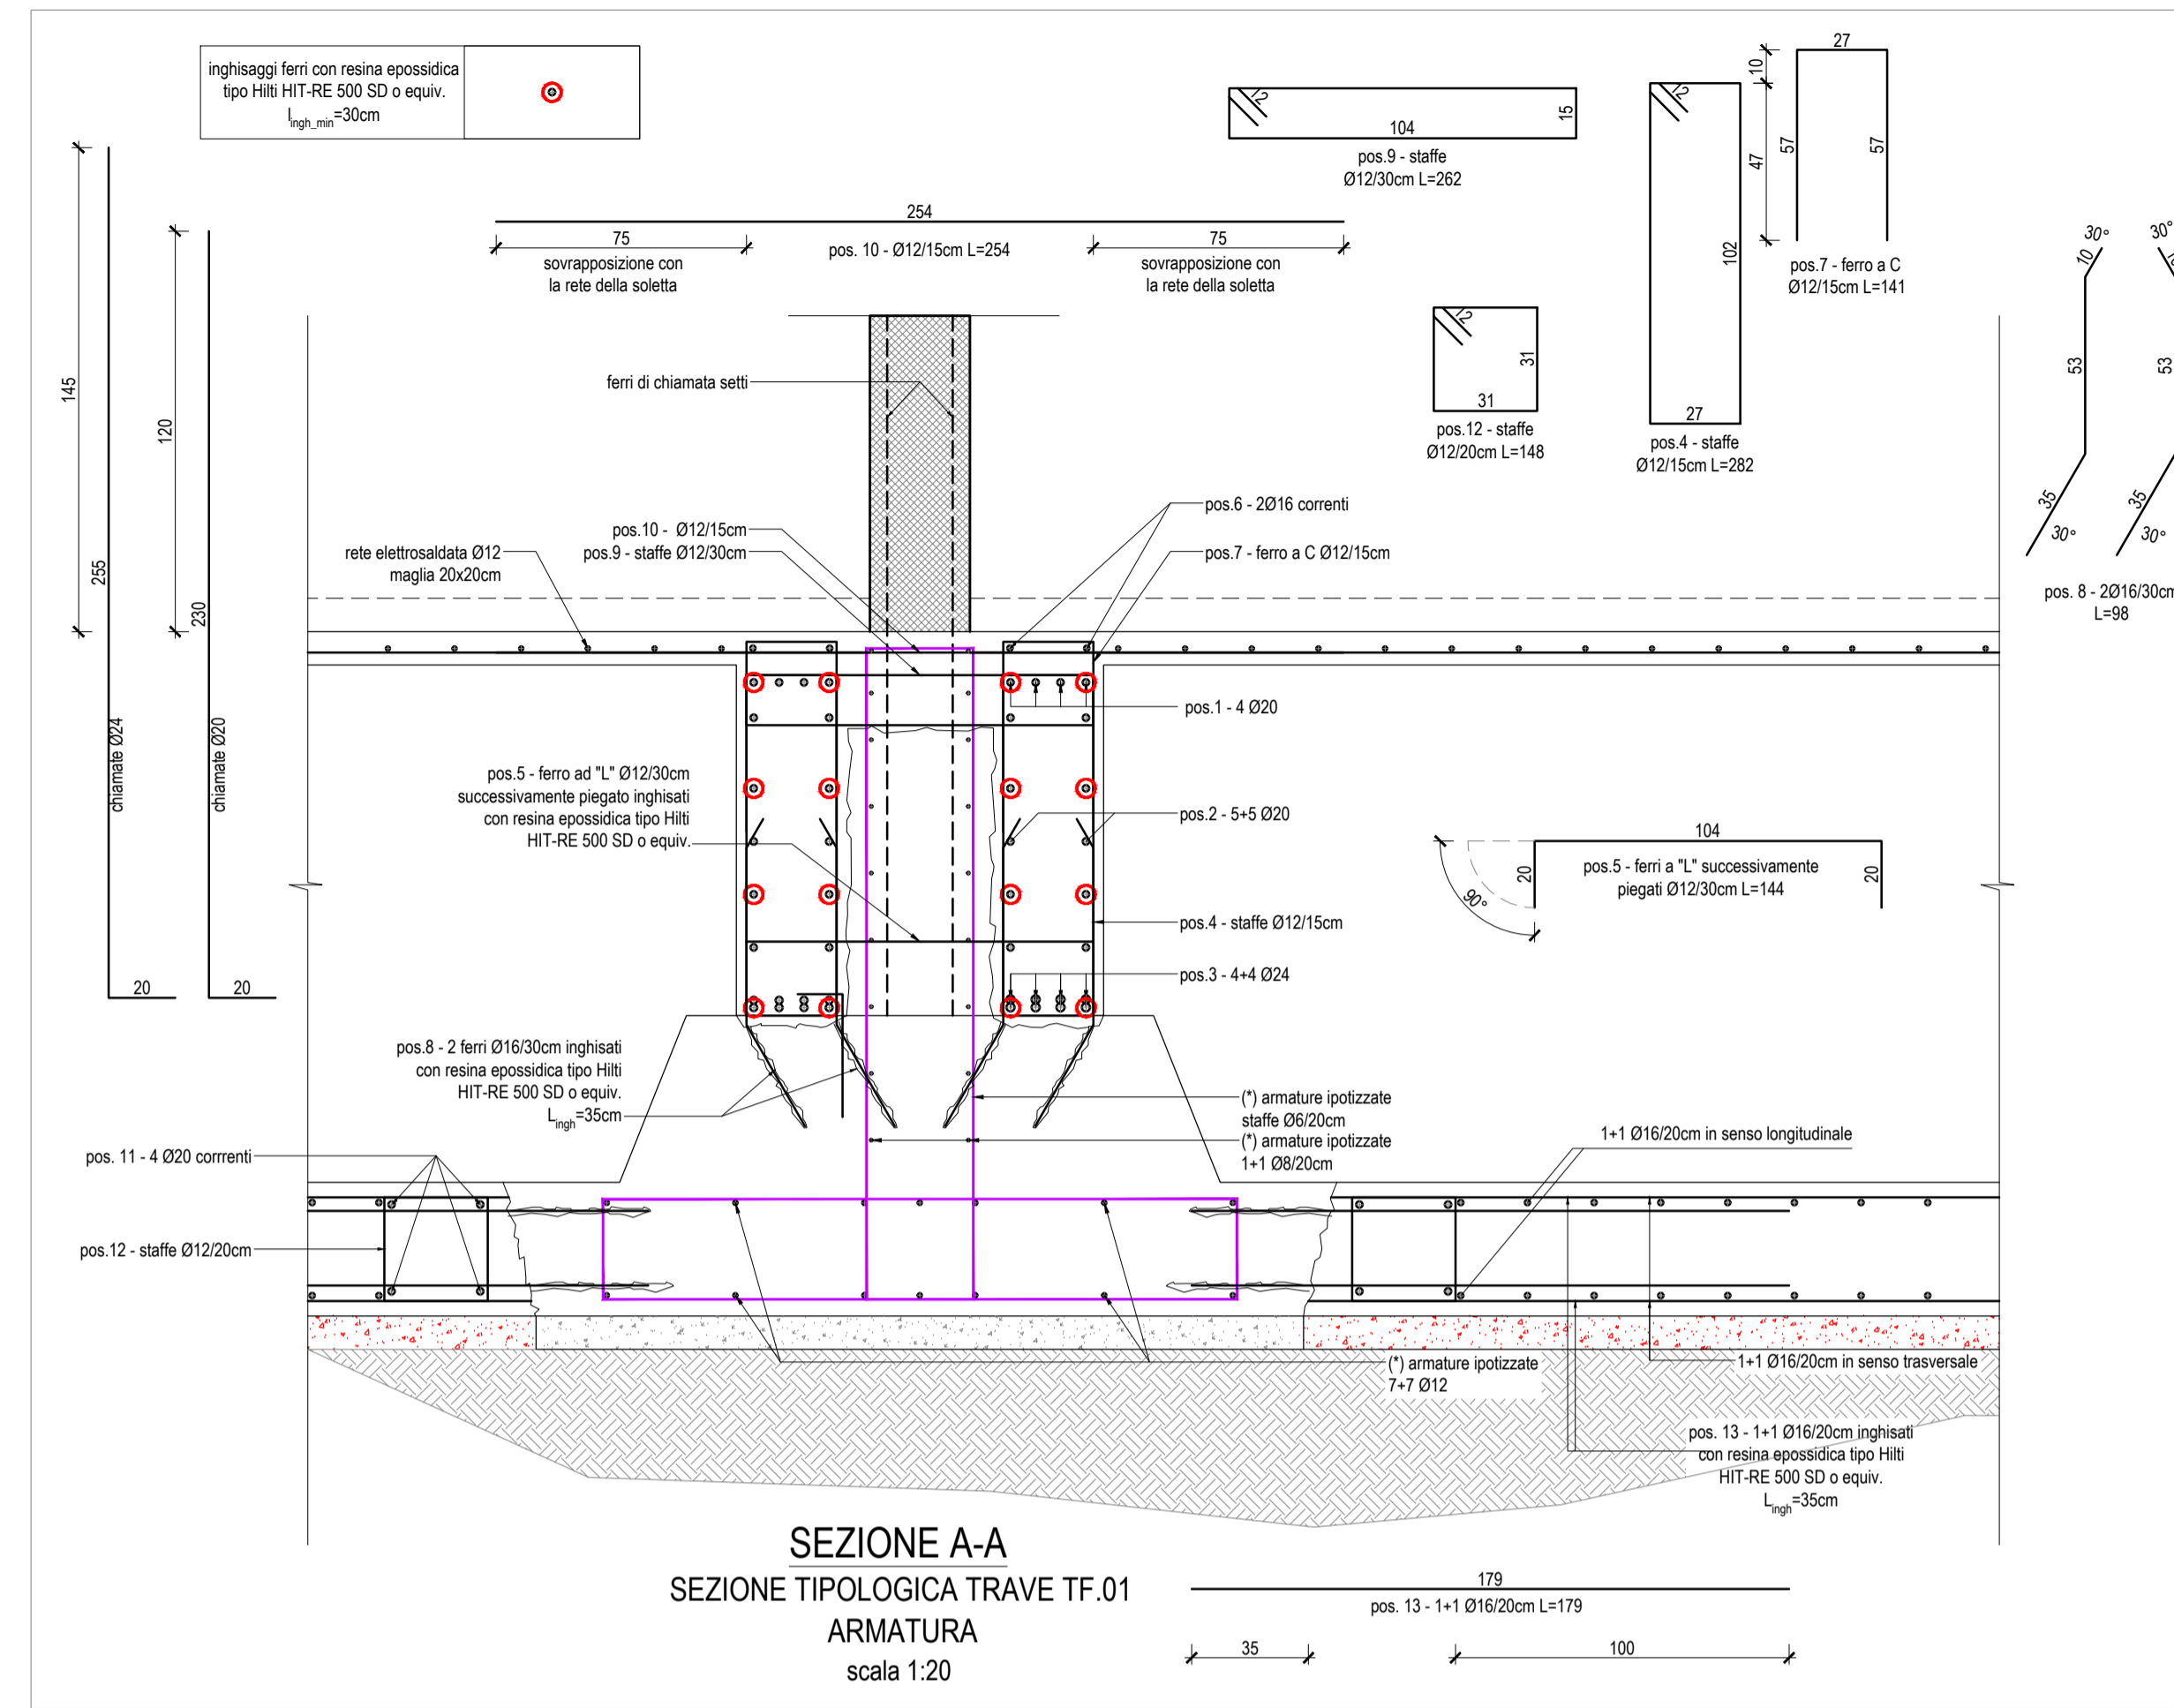 inghisaggi ferri con resina epossidica
tipo Hilti HIT-RE 500 SD o equiv.
lingh_min=30cm
104
15
12
pos.9 - staffe
Ø12/30cm L=262
27
10
57
57
47
pos.7 - ferro a C
Ø12/15cm L=141
12
102
27
pos.4 - staffe
Ø12/15cm L=282
12
31
31
pos.12 - staffe
Ø12/20cm L=148
30°
30°
10
53
53
35
35
30°
30°
pos. 8 - 2Ø16/30cm
L=98
254
75
pos. 10 - Ø12/15cm L=254
75
sovrapposizione con
la rete della soletta
sovrapposizione con
la rete della soletta
145
255
chiamate Ø24
20
120
230
chiamate Ø20
20
ferri di chiamata setti
pos.10 - Ø12/15cm
pos.9 - staffe Ø12/30cm
rete elettrosaldata Ø12
maglia 20x20cm
pos.6 - 2Ø16 correnti
pos.7 - ferro a C Ø12/15cm
pos.1 - 4 Ø20
pos.5 - ferro ad "L" Ø12/30cm
successivamente piegato inghisati
con resina epossidica tipo Hilti
HIT-RE 500 SD o equiv.
pos.2 - 5+5 Ø20
pos.4 - staffe Ø12/15cm
pos.3 - 4+4 Ø24
104
20
20
90°
pos.5 - ferri a "L" successivamente
piegati Ø12/30cm L=144
pos.8 - 2 ferri Ø16/30cm inghisati
con resina epossidica tipo Hilti
HIT-RE 500 SD o equiv.
Lingh=35cm
(*) armature ipotizzate
staffe Ø6/20cm
(*) armature ipotizzate
1+1 Ø8/20cm
1+1 Ø16/20cm in senso longitudinale
pos. 11 - 4 Ø20 corrrenti
pos.12 - staffe Ø12/20cm
(*) armature ipotizzate
7+7 Ø12
1+1 Ø16/20cm in senso trasversale
pos. 13 - 1+1 Ø16/20cm inghisati
con resina epossidica tipo Hilti
HIT-RE 500 SD o equiv.
Lingh=35cm
SEZIONE A-A
SEZIONE TIPOLOGICA TRAVE TF.01
ARMATURA
scala 1:20
179
pos. 13 - 1+1 Ø16/20cm L=179
35
100